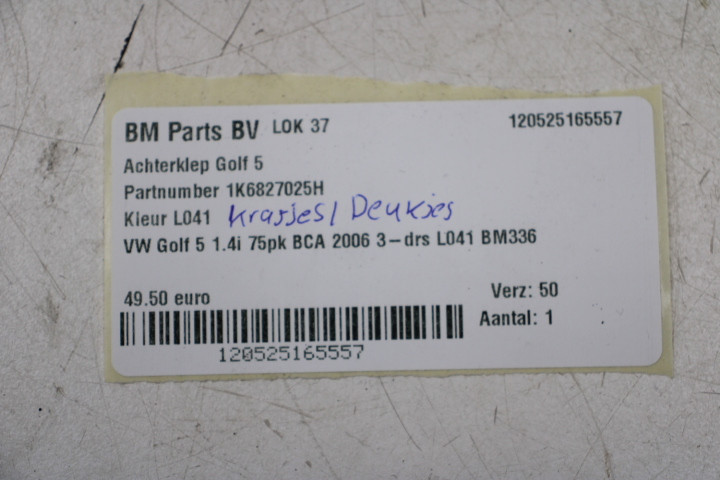 BM Parts BV LOK 37 120525165557
Achterklep Golf 5
Partnumber 1K6827025H
Kleur L041 Krasjes/Deukjes
VW Golf 5 1.4i 75pk BCA 2006 3-drs L041 BM336
49.50 euro Verz: 50
Aantal: 1
120525165557